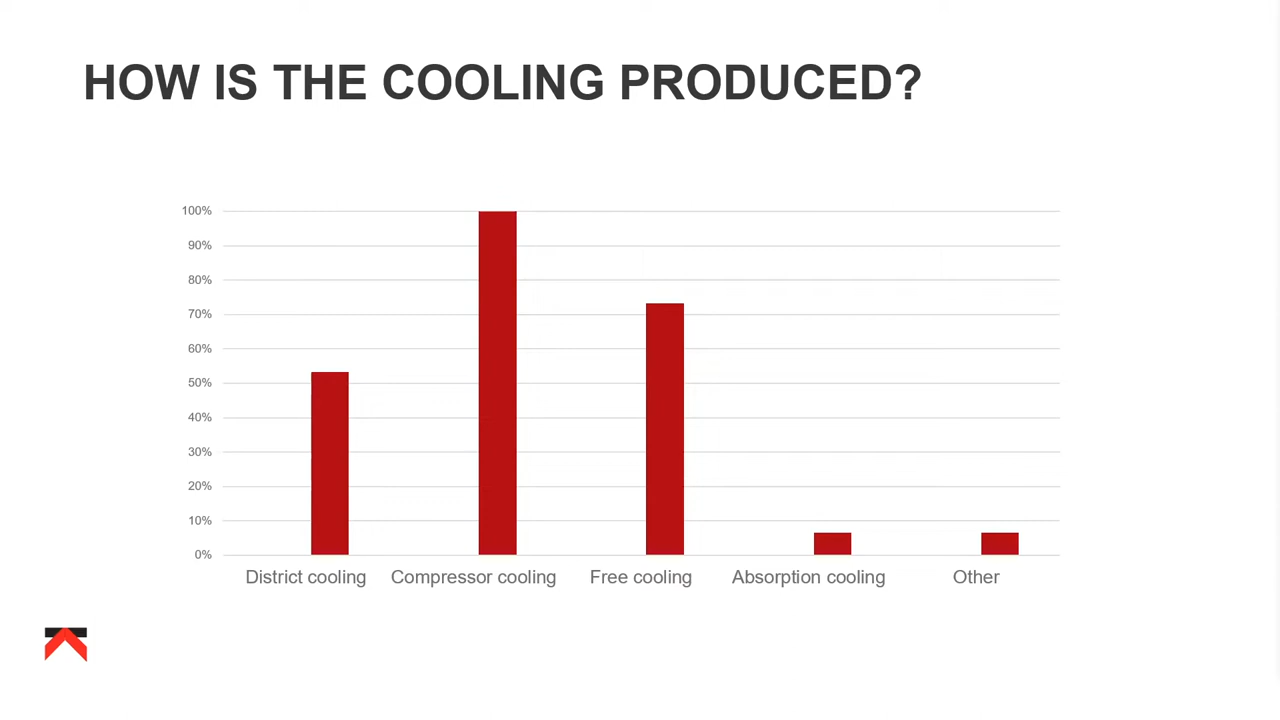 HOW IS THE COOLING PRODUCED?
100%
90%
80%
70%
60%
50%
40%
30%
20%
10%
0%
District cooling
Compressor cooling
Free cooling
Absorption cooling
Other